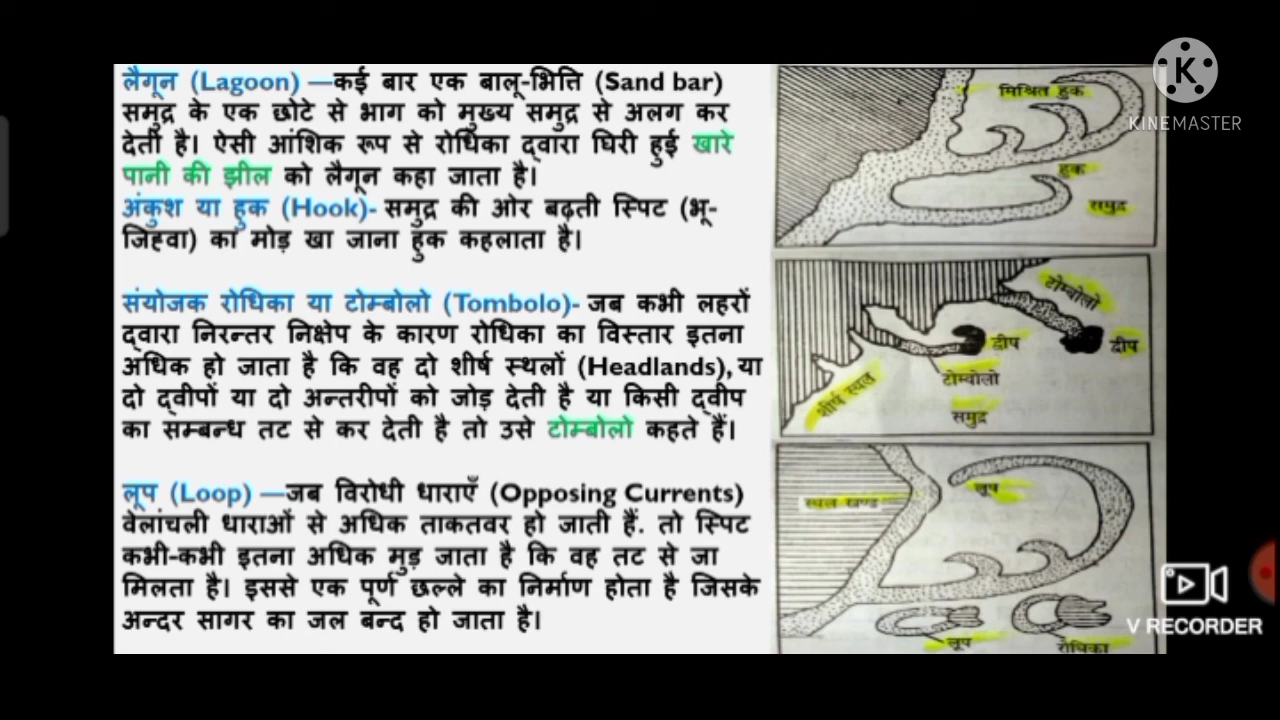 लैगून (Lagoon) —कई बार एक बालू-भित्ति (Sand bar)
समुद्र के एक छोटे से भाग को मुख्य समुद्र से अलग कर
देती है। ऐसी आंशिक रूप से रोधिका द्वारा घिरी हुई खारे
पानी की झील को लैगून कहा जाता है।
अंकुश या हुक (Hook)- समुद्र की ओर बढ़ती स्पिट (भू-
जिह्वा) का मोड़ खा जाना हुक कहलाता है।
संयोजक रोधिका या टोम्बोलो (Tombolo)- जब कभी लहरों
द्वारा निरन्तर निक्षेप के कारण रोधिका का विस्तार इतना
अधिक हो जाता है कि वह दो शीर्ष स्थलों (Headlands), या
दो द्वीपों या दो अन्तरीपों को जोड़ देती है या किसी द्वीप
का सम्बन्ध तट से कर देती है तो उसे टोम्बोलो कहते हैं।
लूप (Loop) —जब विरोधी धाराएँ (Opposing Currents)
वेलांचली धाराओं से अधिक ताकतवर हो जाती हैं. तो स्पिट
कभी-कभी इतना अधिक मुड़ जाता है कि वह तट से जा
मिलता है। इससे एक पूर्ण छल्ले का निर्माण होता है जिसके
अन्दर सागर का जल बन्द हो जाता है।
मिश्रित हुक
हुक
समुद्र
टोम्बोलो
द्वीप
द्वीप
टोम्बोलो
शीर्ष स्थल
समुद्र
लूप
स्थल खण्ड
लूप
रोधिका
K
KINEMASTER
V RECORDER